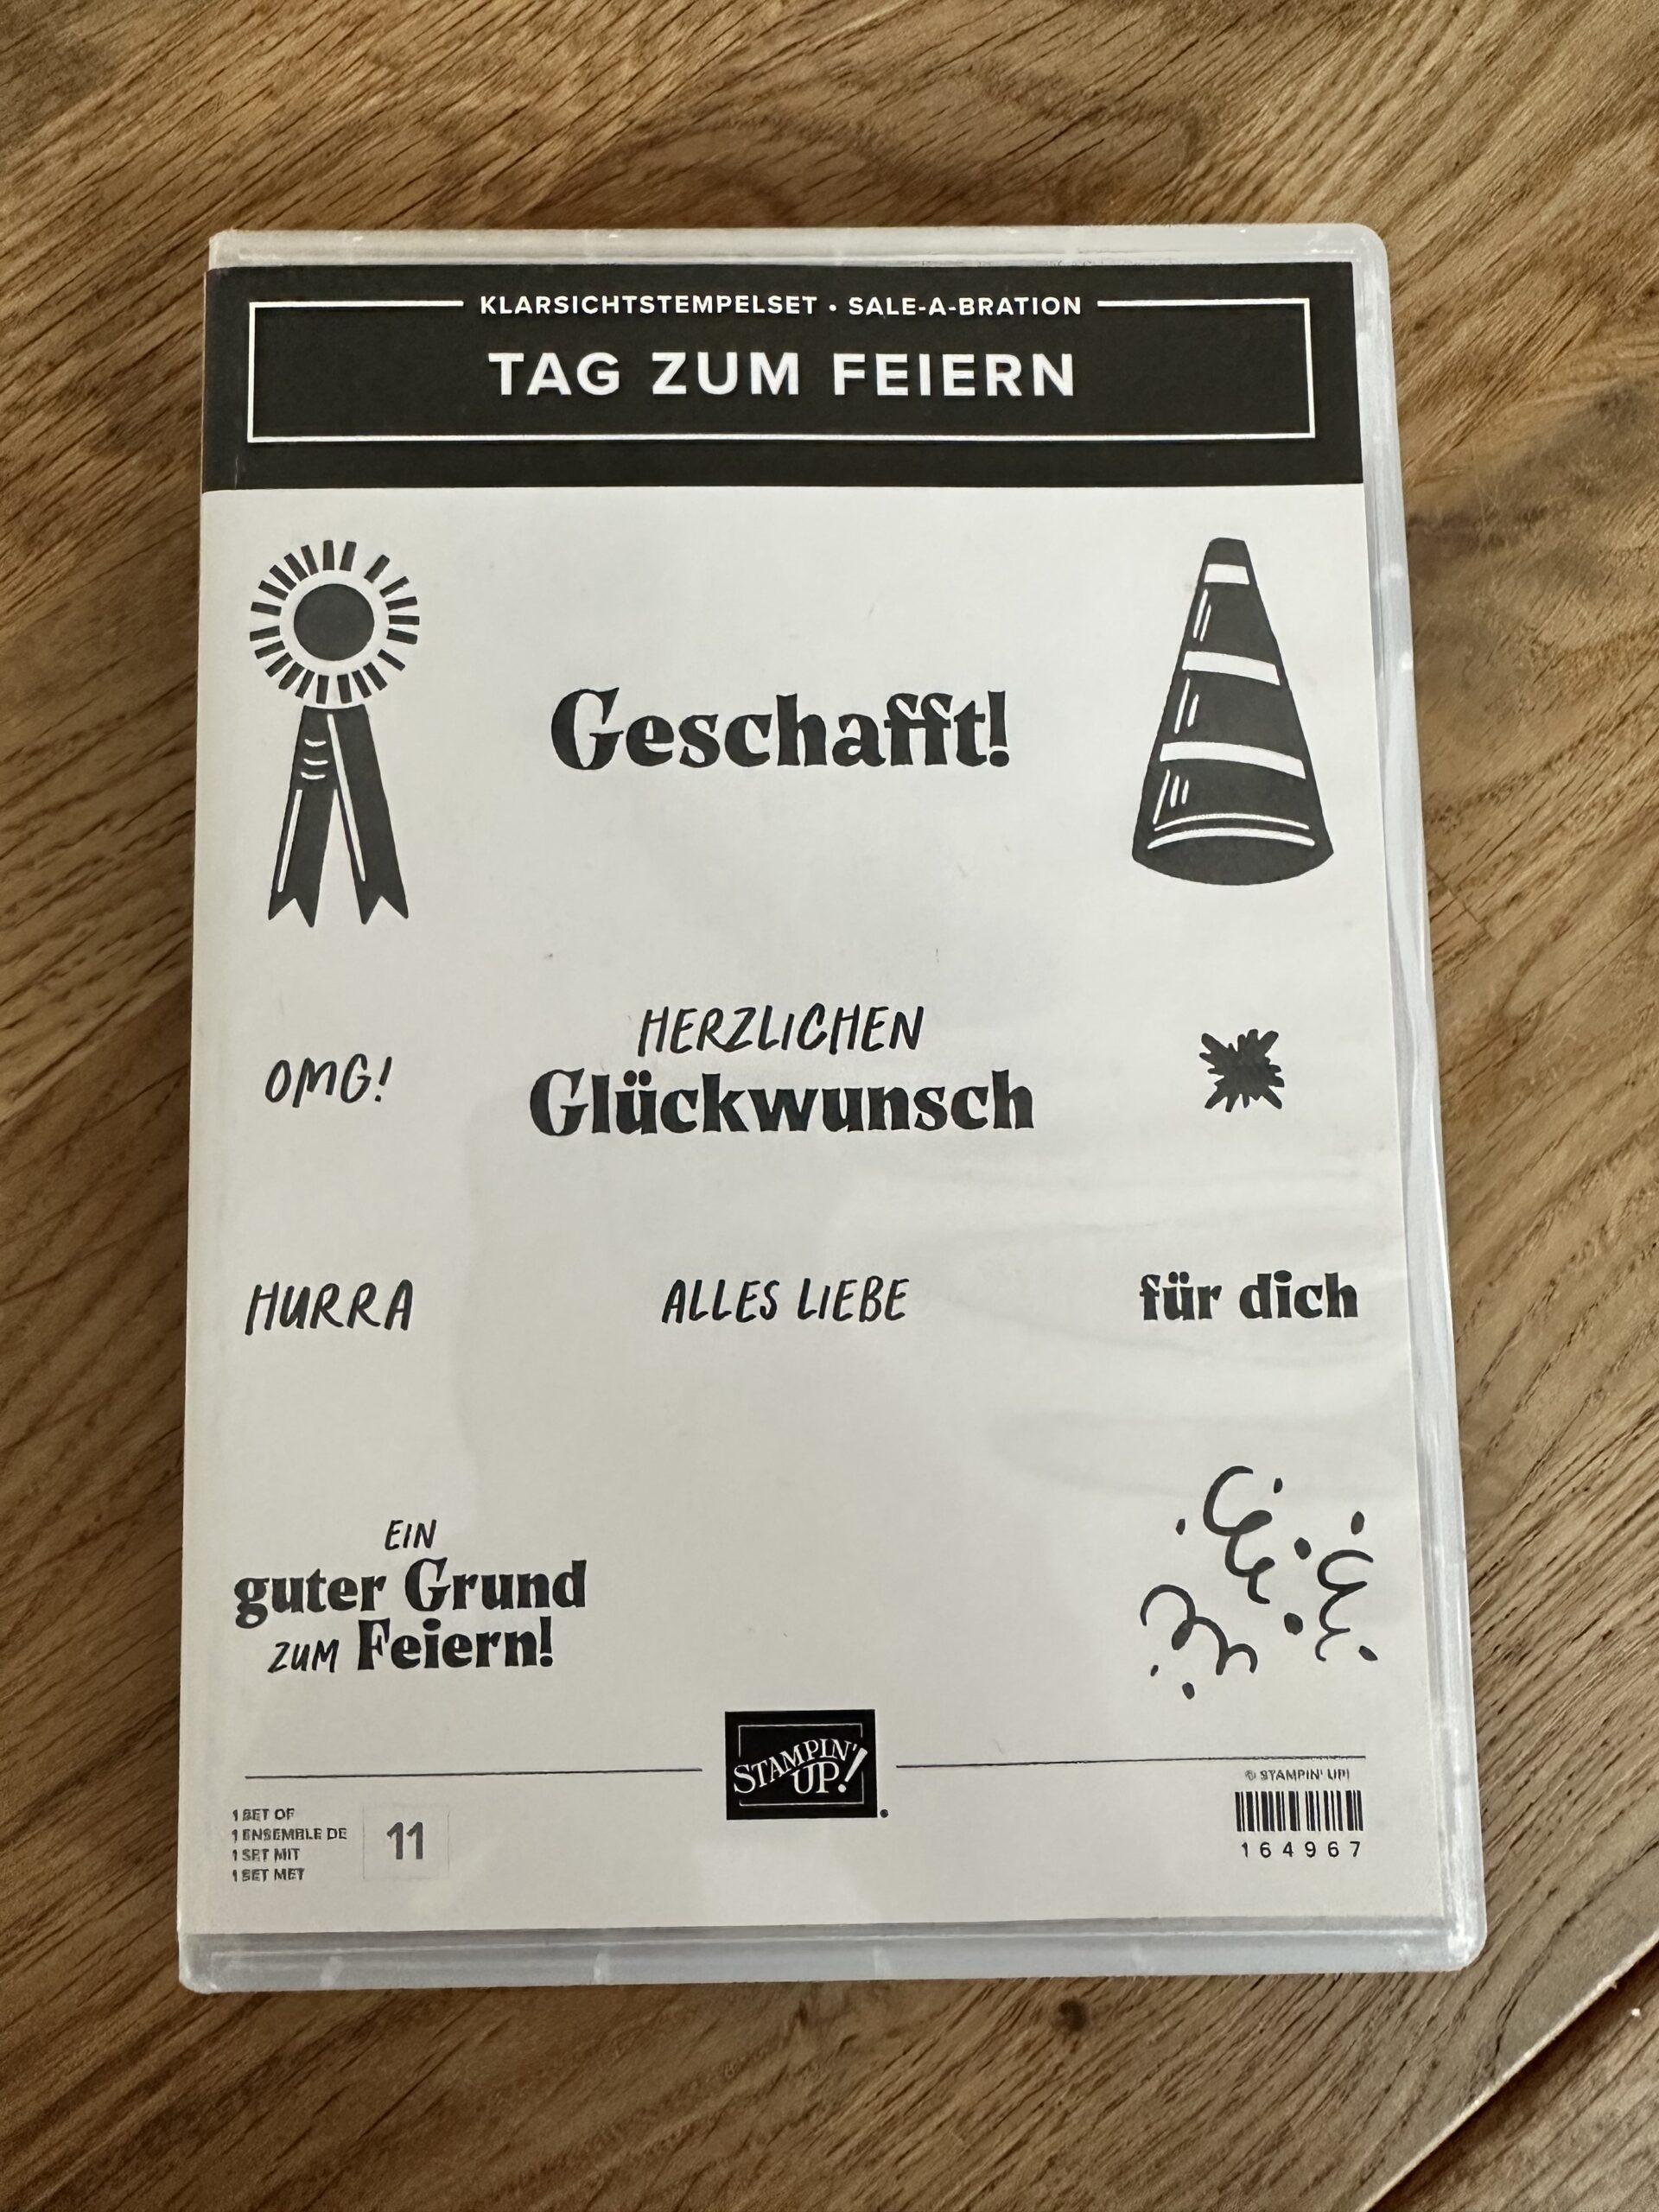 KLARSICHTSTEMPELSET • SALE-A-BRATION
TAG ZUM FEIERN
Geschafft!
OMG!
HERZLICHEN
Glückwunsch
HURRA
ALLES LIEBE
für dich
EIN
guter Grund
ZUM Feiern!
STAMPIN'
UP!
© STAMPIN' UP!
1 SET OF
1 ENSEMBLE DE
1 SET MIT
1 SET MET
11
164967